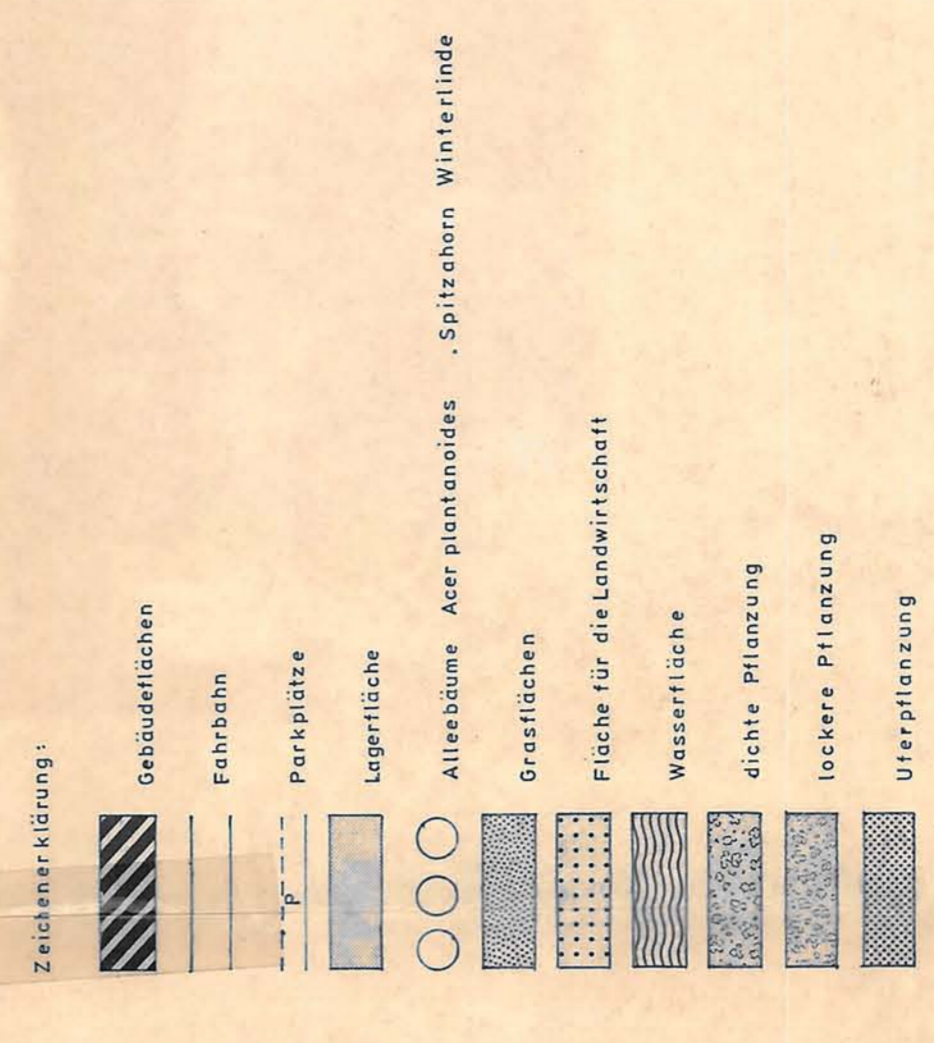 Zeichenerklärung:
Gebäudeflächen
Fahrbahn
P Parkplätze
Lagerfläche
Alleebäume Acer plantanoides , Spitzahorn Winterlinde
Grasflächen
Fläche für die Landwirtschaft
Wasserfläche
dichte Pflanzung
lockere Pflanzung
Uferpflanzung